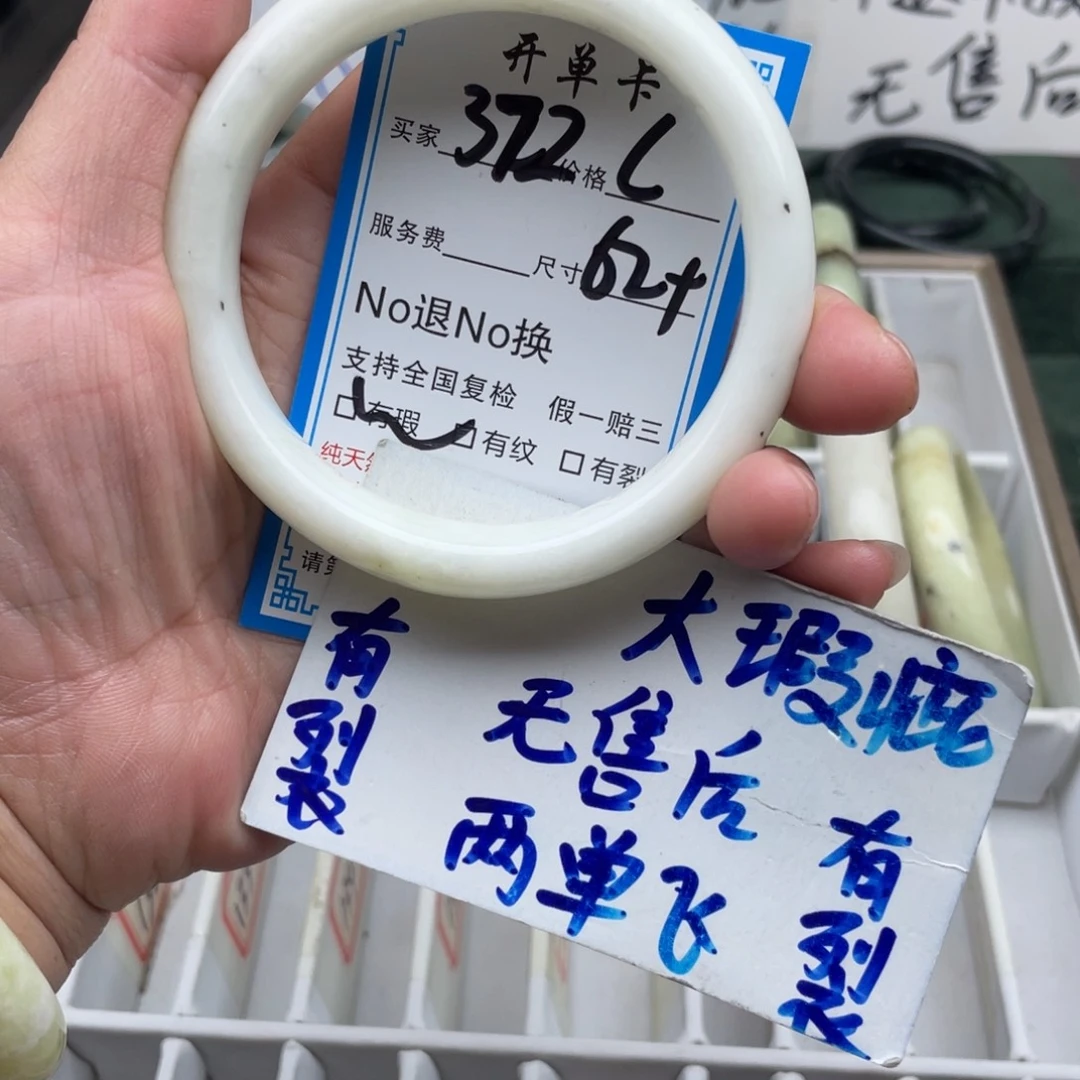 无售后
开单卡
买家 372 价格 L
服务费 尺寸 62+
No退No换
支持全国复检 假一赔三
□有瑕 □有纹 □有裂
纯天
请
大瑕疵
无售后
两单飞
有裂
有裂